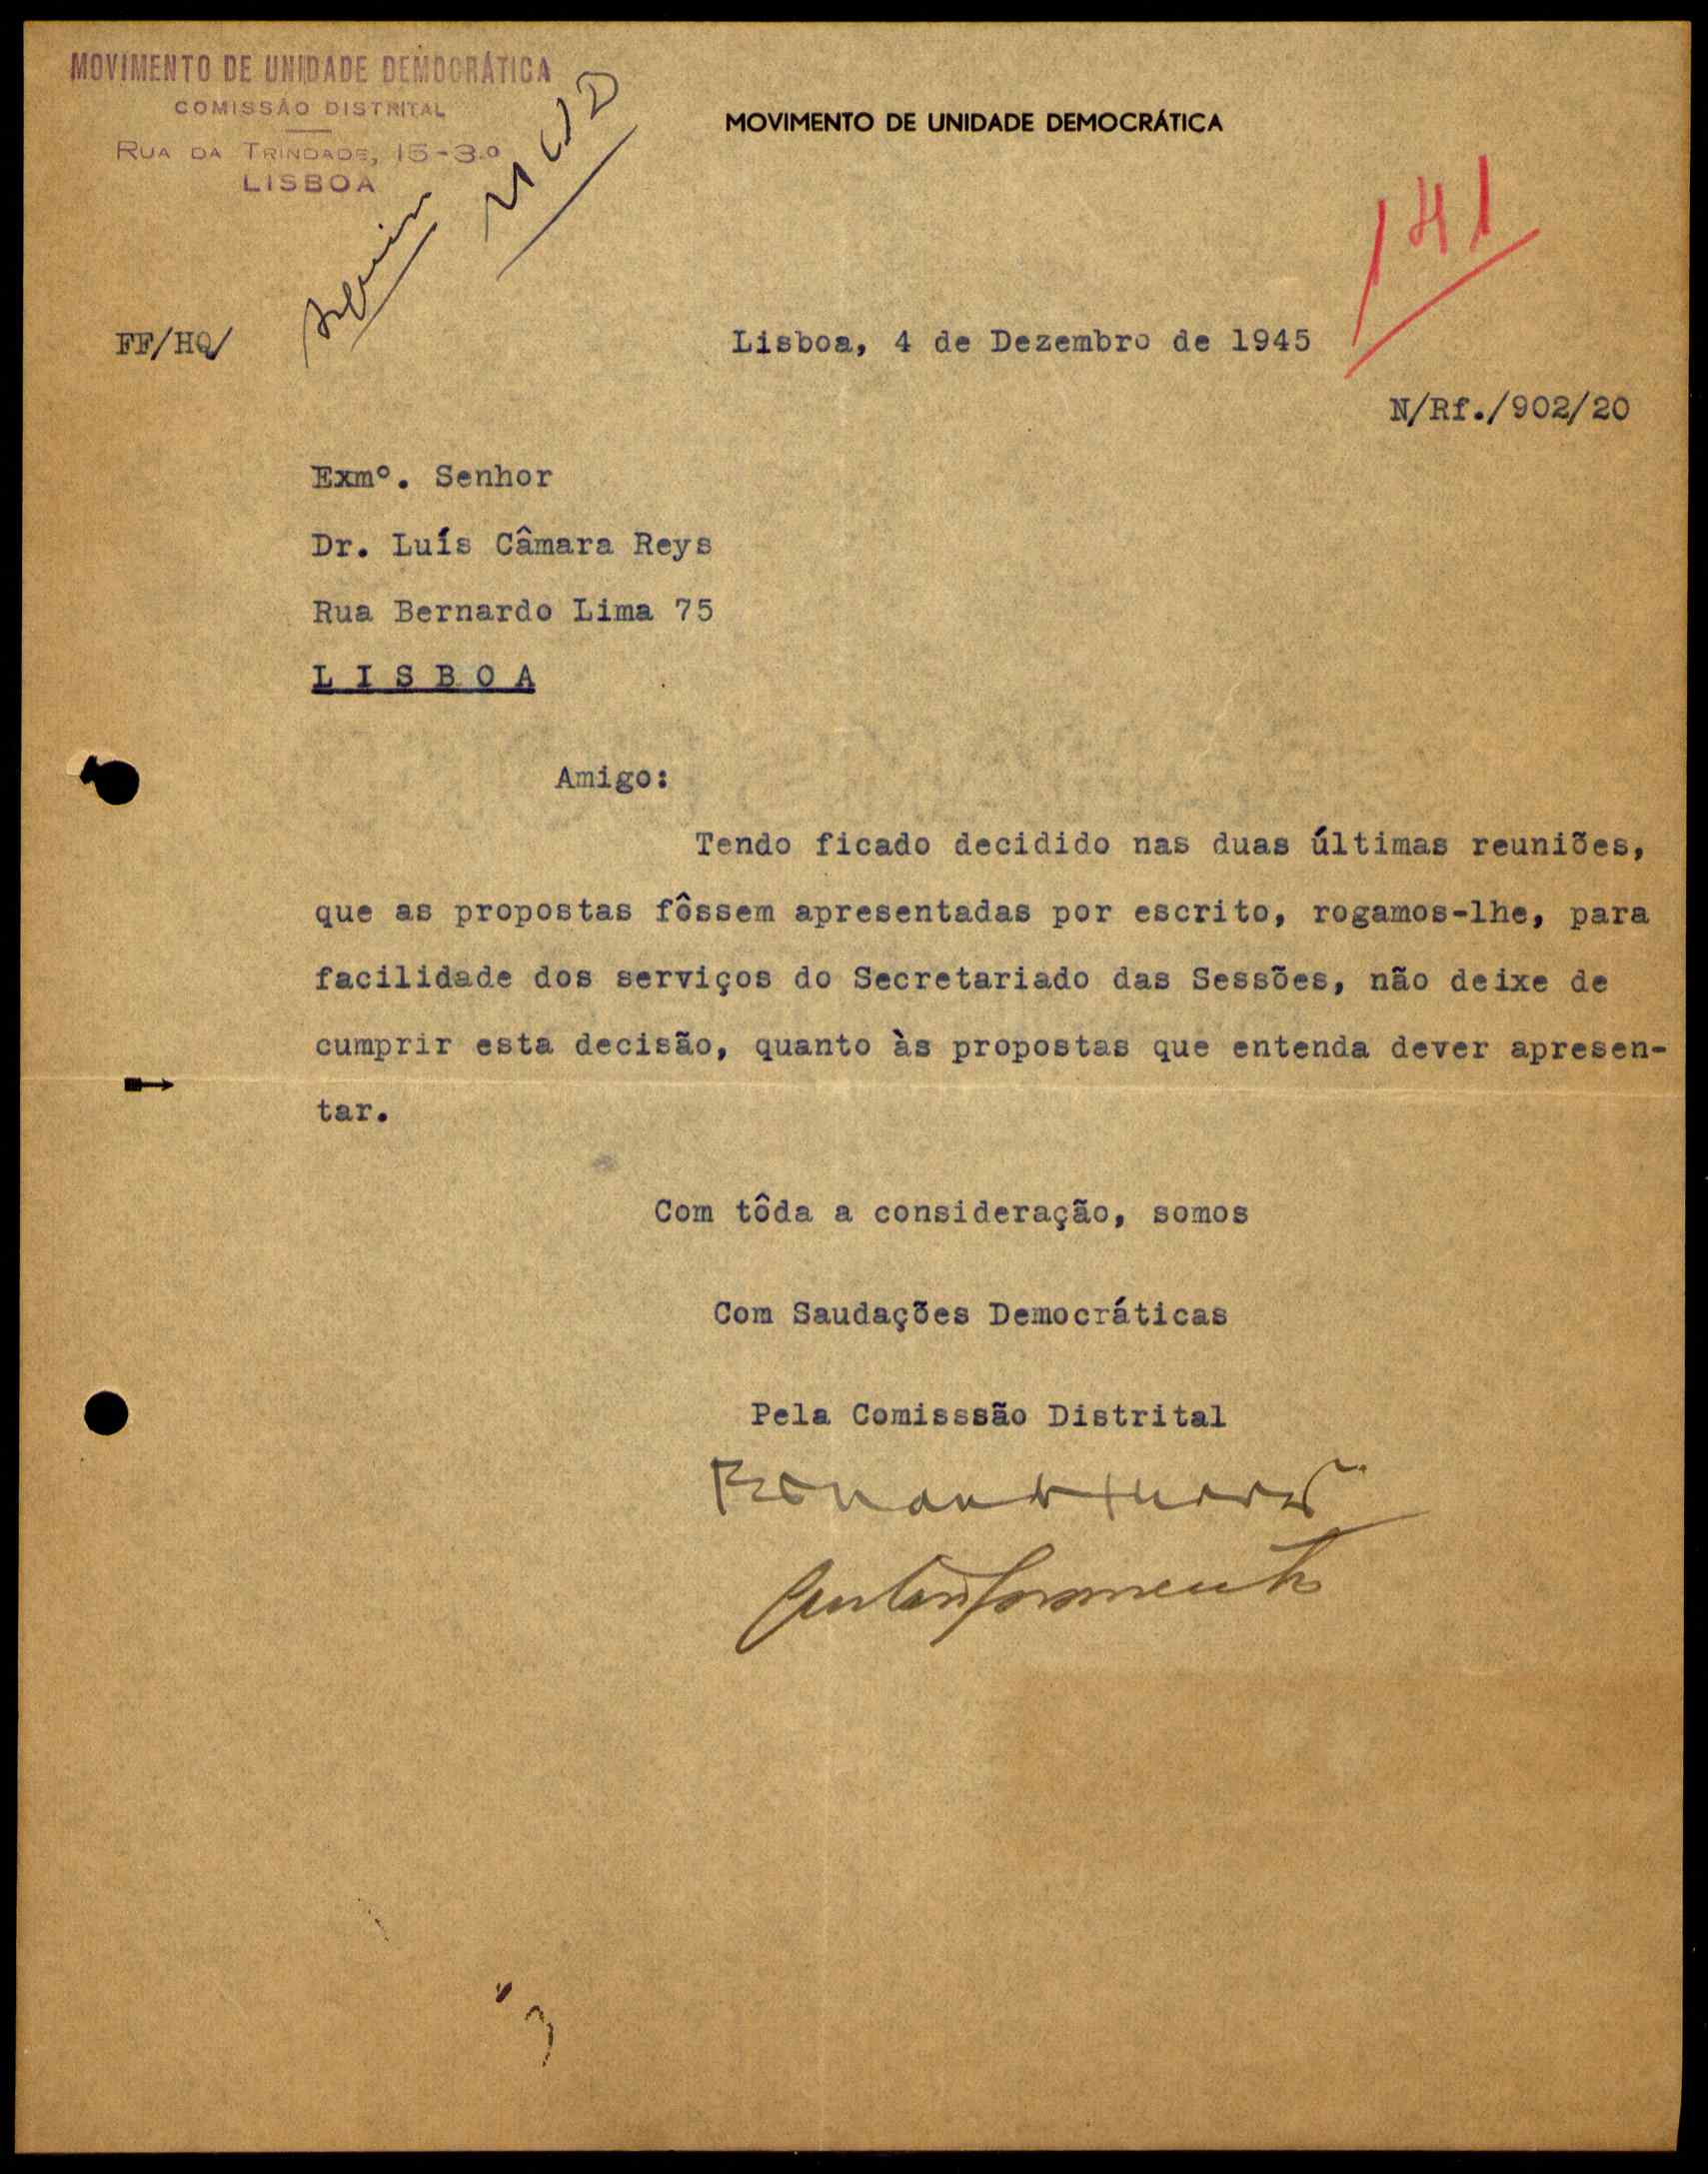 MOVIMENTO DE UNIDADE DEMOCRÁTICA
COMISSÃO DISTRITAL
RUA DA TRINDADE, 15-3.º
LISBOA
MUD
MOVIMENTO DE UNIDADE DEMOCRÁTICA
141
FF/HQ/
Lisboa, 4 de Dezembro de 1945
N/Rf./902/20
Exmº. Senhor
Dr. Luís Câmara Reys
Rua Bernardo Lima 75
L I S B O A
Amigo:
Tendo ficado decidido nas duas últimas reuniões,
que as propostas fôssem apresentadas por escrito, rogamos-lhe, para
facilidade dos serviços do Secretariado das Sessões, não deixe de
cumprir esta decisão, quanto às propostas que entenda dever apresen-
tar.
Com tôda a consideração, somos
Com Saudações Democráticas
Pela Comisssão Distrital